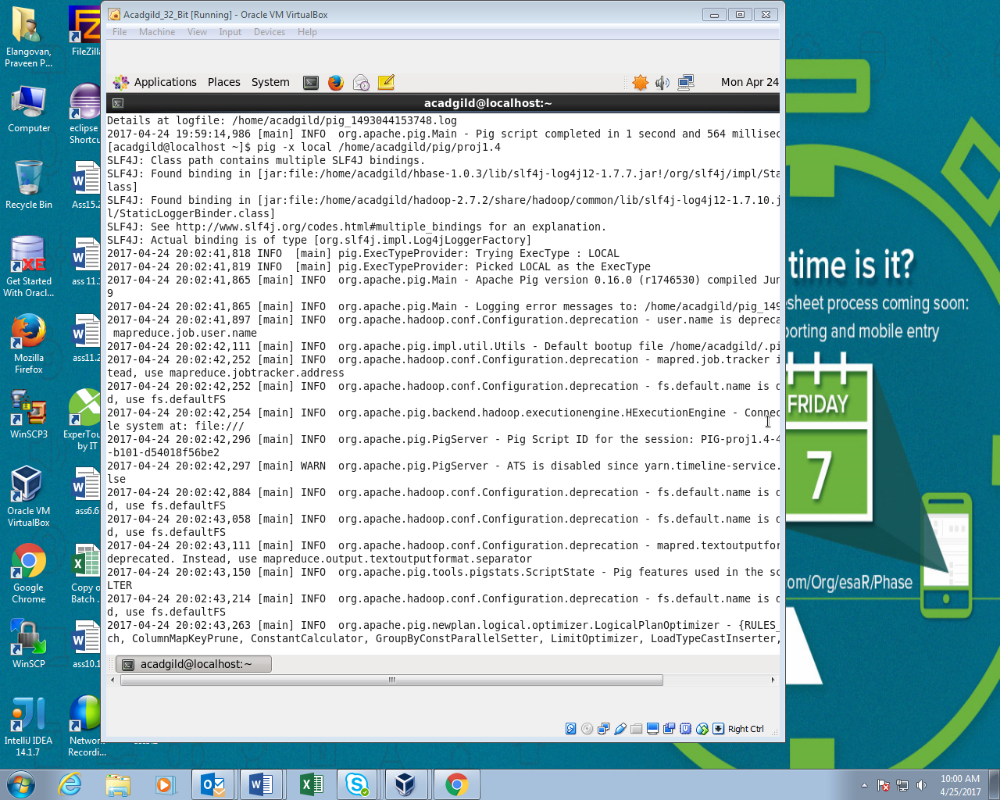 Acadgild_32_Bit [Running] - Oracle VM VirtualBox
File Machine View Input Devices Help
Applications Places System Mon Apr 24
acadgild@localhost:~
Details at logfile: /home/acadgild/pig_1493044153748.log
2017-04-24 19:59:14,986 [main] INFO  org.apache.pig.Main - Pig script completed in 1 second and 564 millisec
[acadgild@localhost ~]$ pig -x local /home/acadgild/pig/proj1.4
SLF4J: Class path contains multiple SLF4J bindings.
SLF4J: Found binding in [jar:file:/home/acadgild/hbase-1.0.3/lib/slf4j-log4j12-1.7.7.jar!/org/slf4j/impl/Sta
lass]
SLF4J: Found binding in [jar:file:/home/acadgild/hadoop-2.7.2/share/hadoop/common/lib/slf4j-log4j12-1.7.10.j
l/StaticLoggerBinder.class]
SLF4J: See http://www.slf4j.org/codes.html#multiple_bindings for an explanation.
SLF4J: Actual binding is of type [org.slf4j.impl.Log4jLoggerFactory]
2017-04-24 20:02:41,818 INFO  [main] pig.ExecTypeProvider: Trying ExecType : LOCAL
2017-04-24 20:02:41,819 INFO  [main] pig.ExecTypeProvider: Picked LOCAL as the ExecType
2017-04-24 20:02:41,865 [main] INFO  org.apache.pig.Main - Apache Pig version 0.16.0 (r1746530) compiled Jun
9
2017-04-24 20:02:41,865 [main] INFO  org.apache.pig.Main - Logging error messages to: /home/acadgild/pig_149
2017-04-24 20:02:41,897 [main] INFO  org.apache.hadoop.conf.Configuration.deprecation - user.name is depreca
mapreduce.job.user.name
2017-04-24 20:02:42,111 [main] INFO  org.apache.pig.impl.util.Utils - Default bootup file /home/acadgild/.pi
2017-04-24 20:02:42,252 [main] INFO  org.apache.hadoop.conf.Configuration.deprecation - mapred.job.tracker i
tead, use mapreduce.jobtracker.address
2017-04-24 20:02:42,252 [main] INFO  org.apache.hadoop.conf.Configuration.deprecation - fs.default.name is d
d, use fs.defaultFS
2017-04-24 20:02:42,254 [main] INFO  org.apache.pig.backend.hadoop.executionengine.HExecutionEngine - Connec
le system at: file:///
2017-04-24 20:02:42,296 [main] INFO  org.apache.pig.PigServer - Pig Script ID for the session: PIG-proj1.4-4
-b101-d54018f56be2
2017-04-24 20:02:42,297 [main] WARN  org.apache.pig.PigServer - ATS is disabled since yarn.timeline-service.
lse
2017-04-24 20:02:42,884 [main] INFO  org.apache.hadoop.conf.Configuration.deprecation - fs.default.name is d
d, use fs.defaultFS
2017-04-24 20:02:43,058 [main] INFO  org.apache.hadoop.conf.Configuration.deprecation - fs.default.name is d
d, use fs.defaultFS
2017-04-24 20:02:43,111 [main] INFO  org.apache.hadoop.conf.Configuration.deprecation - mapred.textoutputfor
deprecated. Instead, use mapreduce.output.textoutputformat.separator
2017-04-24 20:02:43,150 [main] INFO  org.apache.pig.tools.pigstats.ScriptState - Pig features used in the sc
LTER
2017-04-24 20:02:43,214 [main] INFO  org.apache.hadoop.conf.Configuration.deprecation - fs.default.name is d
d, use fs.defaultFS
2017-04-24 20:02:43,263 [main] INFO  org.apache.pig.newplan.logical.optimizer.LogicalPlanOptimizer - {RULES_
ch, ColumnMapKeyPrune, ConstantCalculator, GroupByConstParallelSetter, LimitOptimizer, LoadTypeCastInserter,
acadgild@localhost:~
Right Ctrl
Elangovan,
Praveen P...
FileZilla
Computer
eclipse
Shortcu
Recycle Bin
Ass15.2
XE
Get Started
With Oracl...
ass 11.
Mozilla
Firefox
ass11.2
WinSCP3
ExperTou
by IT
Oracle VM
VirtualBox
ass6.6
Google
Chrome
Copy o
Batch .
WinSCP
ass10.1
IntelliJ IDEA
14.1.7
Network
Recordi...
time is it?
esheet process coming soon:
porting and mobile entry
FRIDAY
7
com/Org/esaR/Phase
10:00 AM
4/25/2017